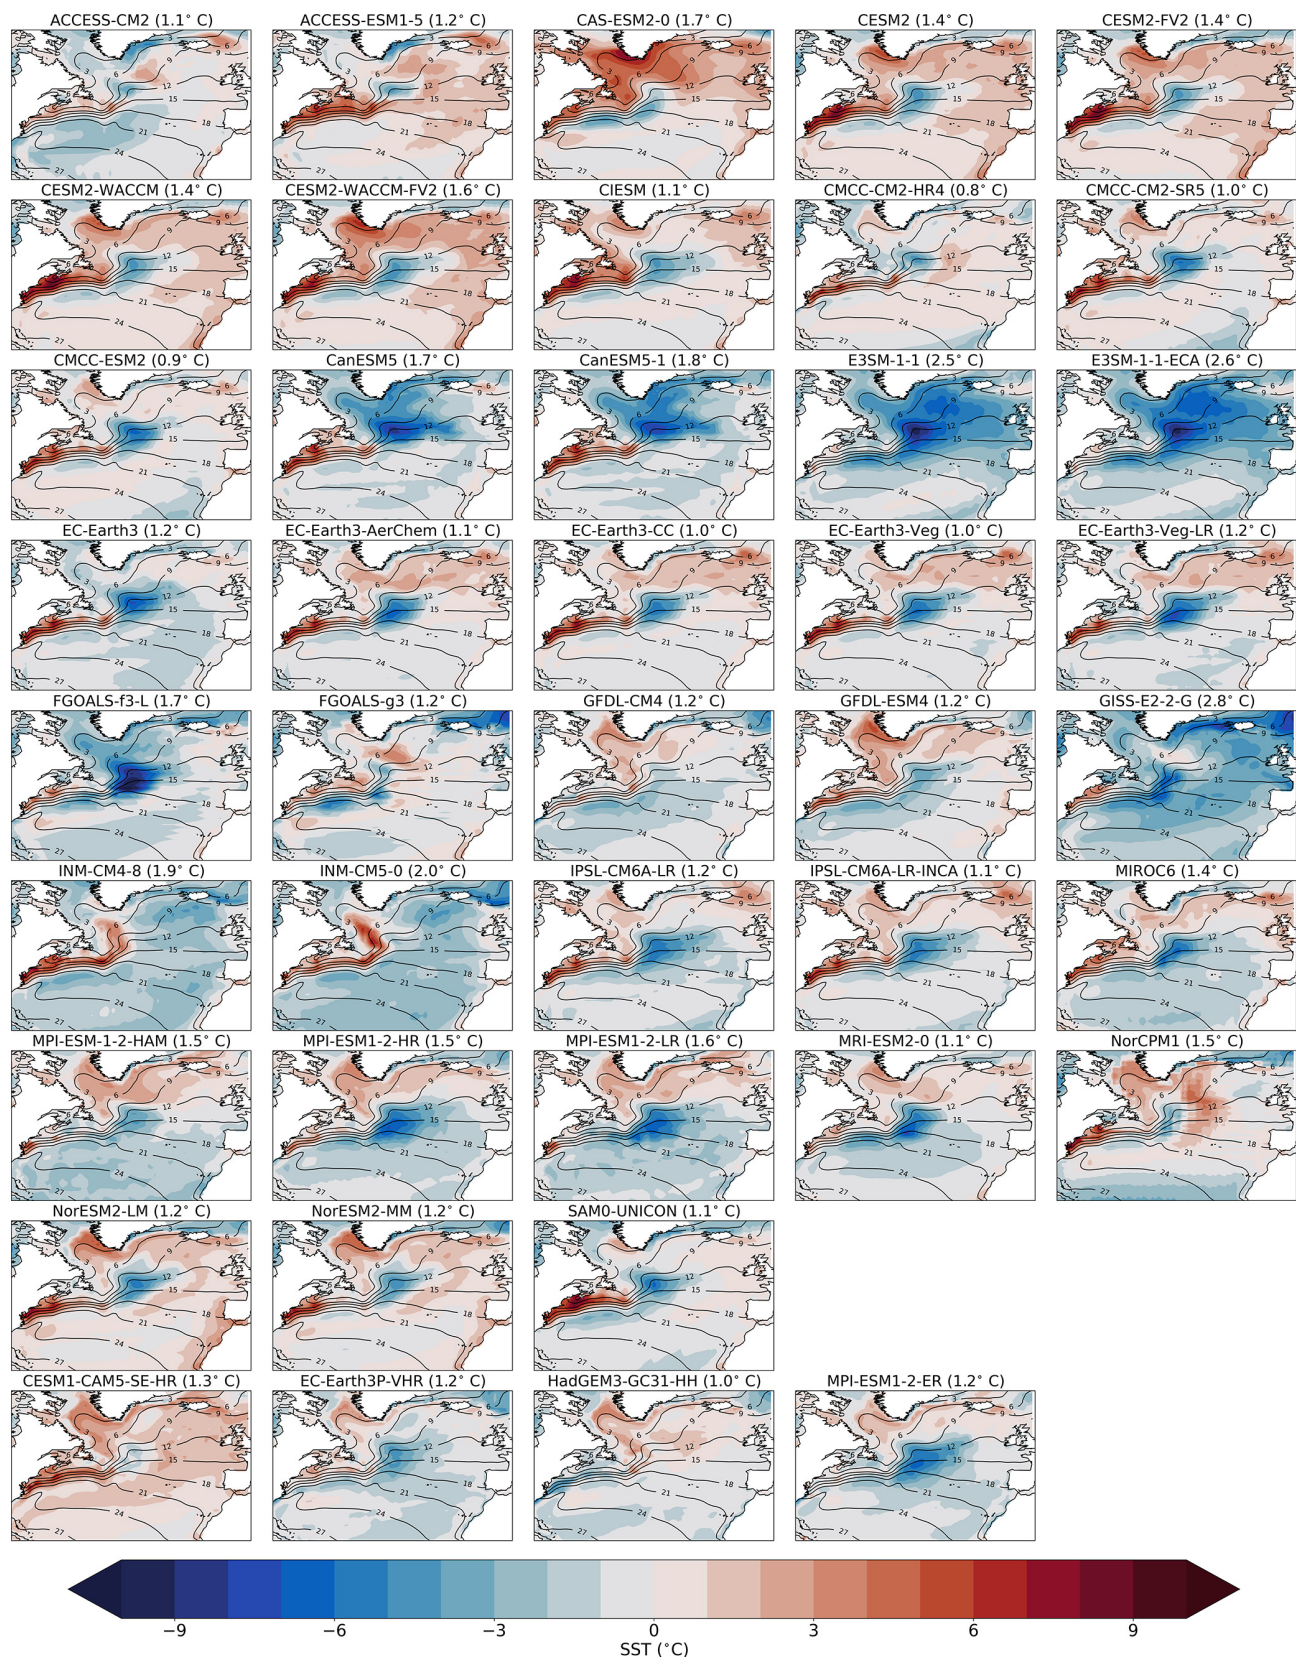 ACCESS-CM2 (1.1° C) ACCESS-ESM1-5 (1.2° C) CAS-ESM2-0 (1.7° C) CESM2 (1.4° C) CESM2-FV2 (1.4° C)
CESM2-WACCM (1.4° C) CESM2-WACCM-FV2 (1.6° C) CIESM (1.1° C) CMCC-CM2-HR4 (0.8° C) CMCC-CM2-SR5 (1.0° C)
CMCC-ESM2 (0.9° C) CanESM5 (1.7° C) CanESM5-1 (1.8° C) E3SM-1-1 (2.5° C) E3SM-1-1-ECA (2.6° C)
EC-Earth3 (1.2° C) EC-Earth3-AerChem (1.1° C) EC-Earth3-CC (1.0° C) EC-Earth3-Veg (1.0° C) EC-Earth3-Veg-LR (1.2° C)
FGOALS-f3-L (1.7° C) FGOALS-g3 (1.2° C) GFDL-CM4 (1.2° C) GFDL-ESM4 (1.2° C) GISS-E2-2-G (2.8° C)
INM-CM4-8 (1.9° C) INM-CM5-0 (2.0° C) IPSL-CM6A-LR (1.2° C) IPSL-CM6A-LR-INCA (1.1° C) MIROC6 (1.4° C)
MPI-ESM-1-2-HAM (1.5° C) MPI-ESM1-2-HR (1.5° C) MPI-ESM1-2-LR (1.6° C) MRI-ESM2-0 (1.1° C) NorCPM1 (1.5° C)
NorESM2-LM (1.2° C) NorESM2-MM (1.2° C) SAM0-UNICON (1.1° C)
CESM1-CAM5-SE-HR (1.3° C) EC-Earth3P-VHR (1.2° C) HadGEM3-GC31-HH (1.0° C) MPI-ESM1-2-ER (1.2° C)
−9 −6 −3 0 3 6 9
SST (°C)